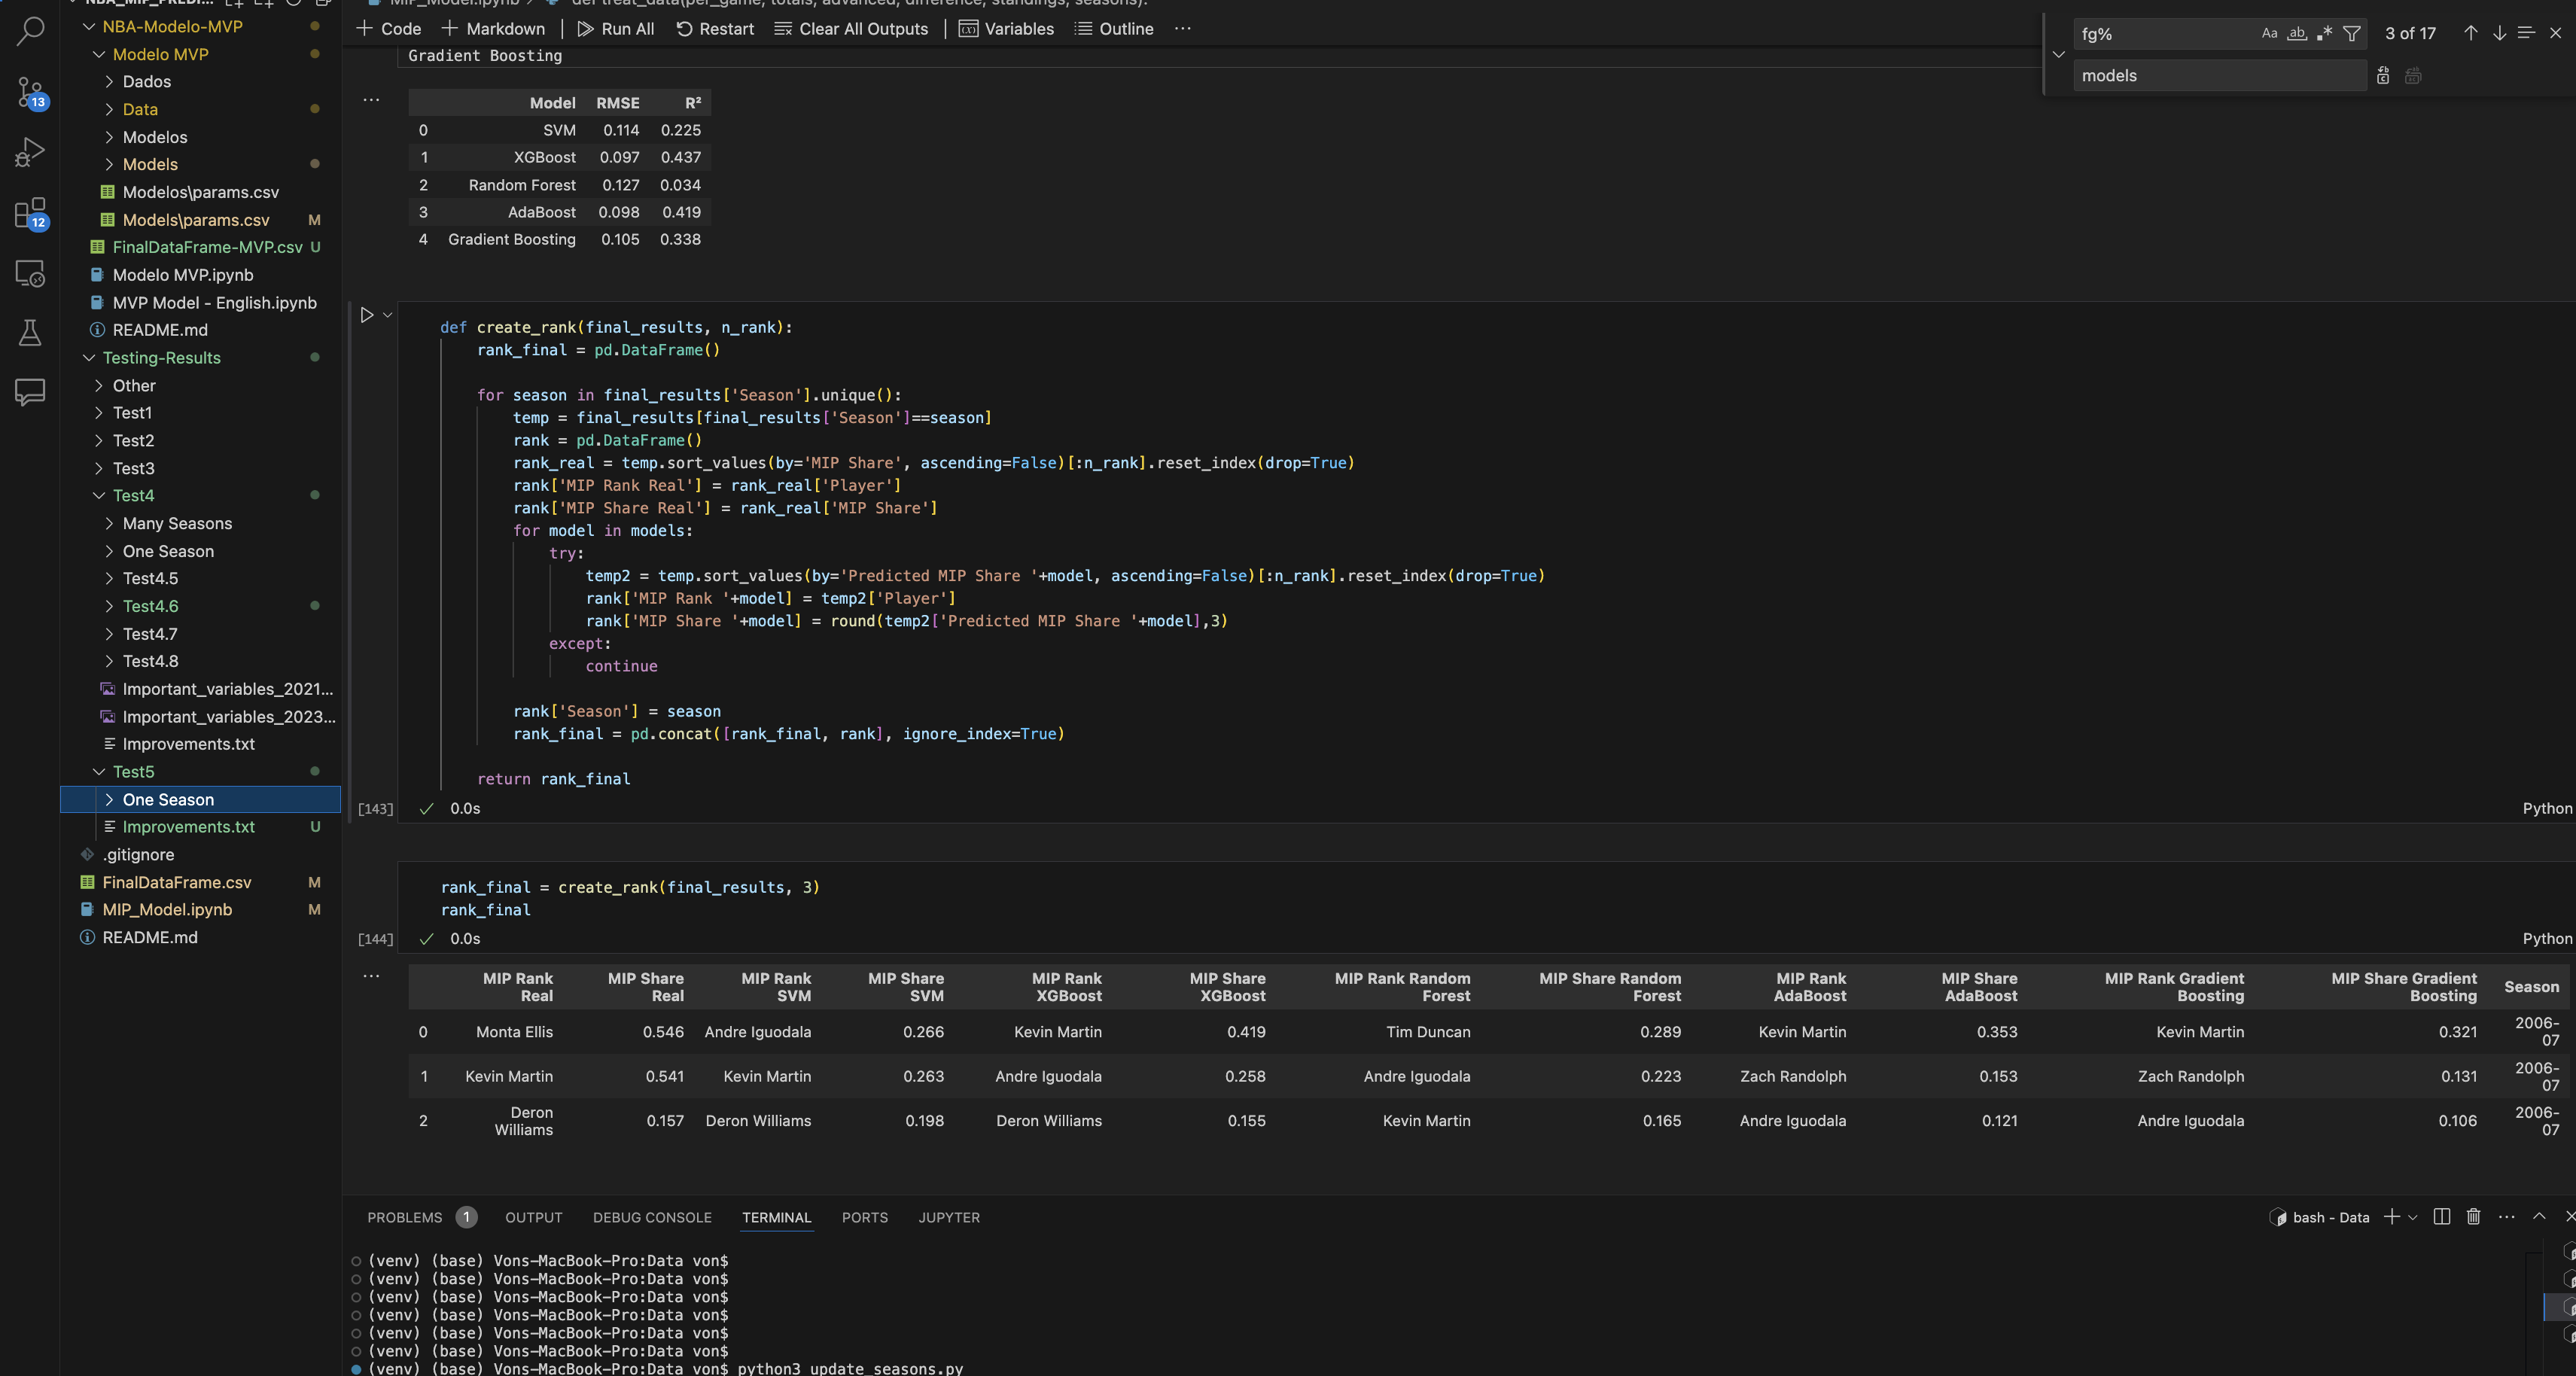 NBA-Modelo-MVP
Modelo MVP
Dados
Data
Modelos
Models
Modelos\params.csv
Models\params.csv M
FinalDataFrame-MVP.csv U
Modelo MVP.ipynb
MVP Model - English.ipynb
README.md
Testing-Results
Other
Test1
Test2
Test3
Test4
Many Seasons
One Season
Test4.5
Test4.6
Test4.7
Test4.8
Important_variables_2021...
Important_variables_2023...
Improvements.txt
Test5
One Season
Improvements.txt U
.gitignore
FinalDataFrame.csv M
MIP_Model.ipynb M
README.md
13
12
MIP_Model.ipynb > def treat_data(per_game, totals, advanced, difference, standings, seasons):
+ Code + Markdown Run All Restart Clear All Outputs Variables Outline ...
fg% Aa ab 3 of 17
models
Gradient Boosting
Model RMSE R²
0 SVM 0.114 0.225
1 XGBoost 0.097 0.437
2 Random Forest 0.127 0.034
3 AdaBoost 0.098 0.419
4 Gradient Boosting 0.105 0.338
def create_rank(final_results, n_rank):
rank_final = pd.DataFrame()
for season in final_results['Season'].unique():
temp = final_results[final_results['Season']==season]
rank = pd.DataFrame()
rank_real = temp.sort_values(by='MIP Share', ascending=False)[:n_rank].reset_index(drop=True)
rank['MIP Rank Real'] = rank_real['Player']
rank['MIP Share Real'] = rank_real['MIP Share']
for model in models:
try:
temp2 = temp.sort_values(by='Predicted MIP Share '+model, ascending=False)[:n_rank].reset_index(drop=True)
rank['MIP Rank '+model] = temp2['Player']
rank['MIP Share '+model] = round(temp2['Predicted MIP Share '+model],3)
except:
continue
rank['Season'] = season
rank_final = pd.concat([rank_final, rank], ignore_index=True)
return rank_final
[143] ✓ 0.0s Python
rank_final = create_rank(final_results, 3)
rank_final
[144] ✓ 0.0s Python
MIP Rank Real MIP Share Real MIP Rank SVM MIP Share SVM MIP Rank XGBoost MIP Share XGBoost MIP Rank Random Forest MIP Share Random Forest MIP Rank AdaBoost MIP Share AdaBoost MIP Rank Gradient Boosting MIP Share Gradient Boosting Season
0 Monta Ellis 0.546 Andre Iguodala 0.266 Kevin Martin 0.419 Tim Duncan 0.289 Kevin Martin 0.353 Kevin Martin 0.321 2006-07
1 Kevin Martin 0.541 Kevin Martin 0.263 Andre Iguodala 0.258 Andre Iguodala 0.223 Zach Randolph 0.153 Zach Randolph 0.131 2006-07
2 Deron Williams 0.157 Deron Williams 0.198 Deron Williams 0.155 Kevin Martin 0.165 Andre Iguodala 0.121 Andre Iguodala 0.106 2006-07
PROBLEMS 1 OUTPUT DEBUG CONSOLE TERMINAL PORTS JUPYTER
bash - Data
(venv) (base) Vons-MacBook-Pro:Data von$
(venv) (base) Vons-MacBook-Pro:Data von$
(venv) (base) Vons-MacBook-Pro:Data von$
(venv) (base) Vons-MacBook-Pro:Data von$
(venv) (base) Vons-MacBook-Pro:Data von$
(venv) (base) Vons-MacBook-Pro:Data von$
(venv) (base) Vons-MacBook-Pro:Data von$ python3 update_seasons.py